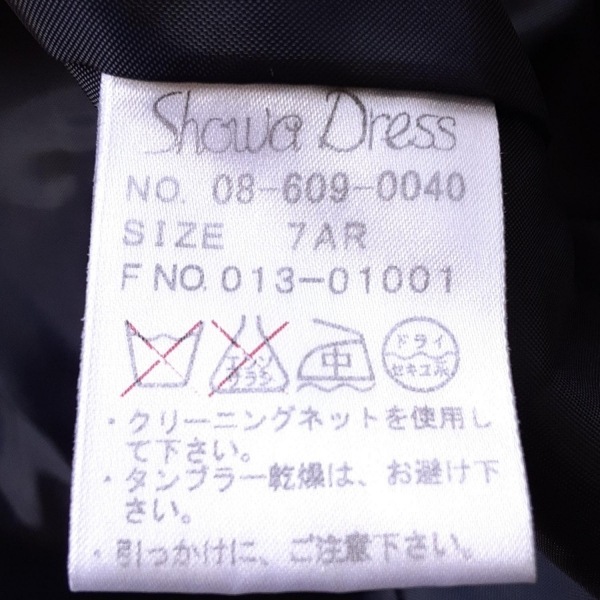 Showa Dress
NO. 08-609-0040
SIZE 7AR
F NO. 013-01001
エンソ サラシ 中 ドライ セキユ系
・クリーニングネットを使用し
て下さい。
・タンブラー乾燥は、お避け下
さい。
・引っかけに、ご注意下さい。